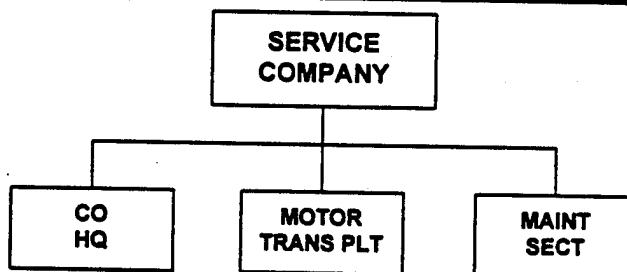 SERVICE
COMPANY
CO
HQ
MOTOR
TRANS PLT
MAINT
SECT